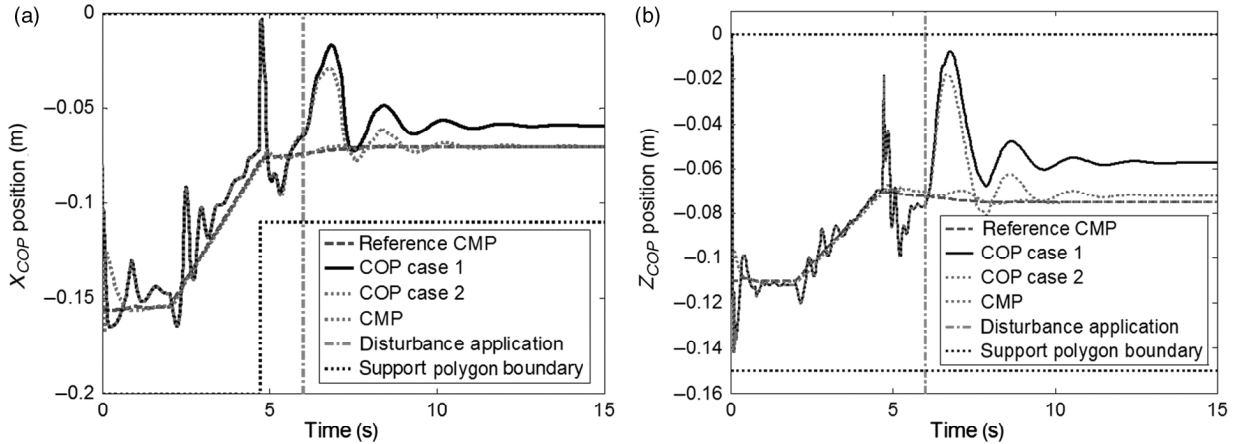 (a)
X_COP position (m)
0
–0.05
–0.1
–0.15
–0.2
0
5
10
15
Time (s)
Reference CMP
COP case 1
COP case 2
CMP
Disturbance application
Support polygon boundary
(b)
Z_COP position (m)
0
–0.02
–0.04
–0.06
–0.08
–0.1
–0.12
–0.14
–0.16
0
5
10
15
Time (s)
Reference CMP
COP case 1
COP case 2
CMP
Disturbance application
Support polygon boundary